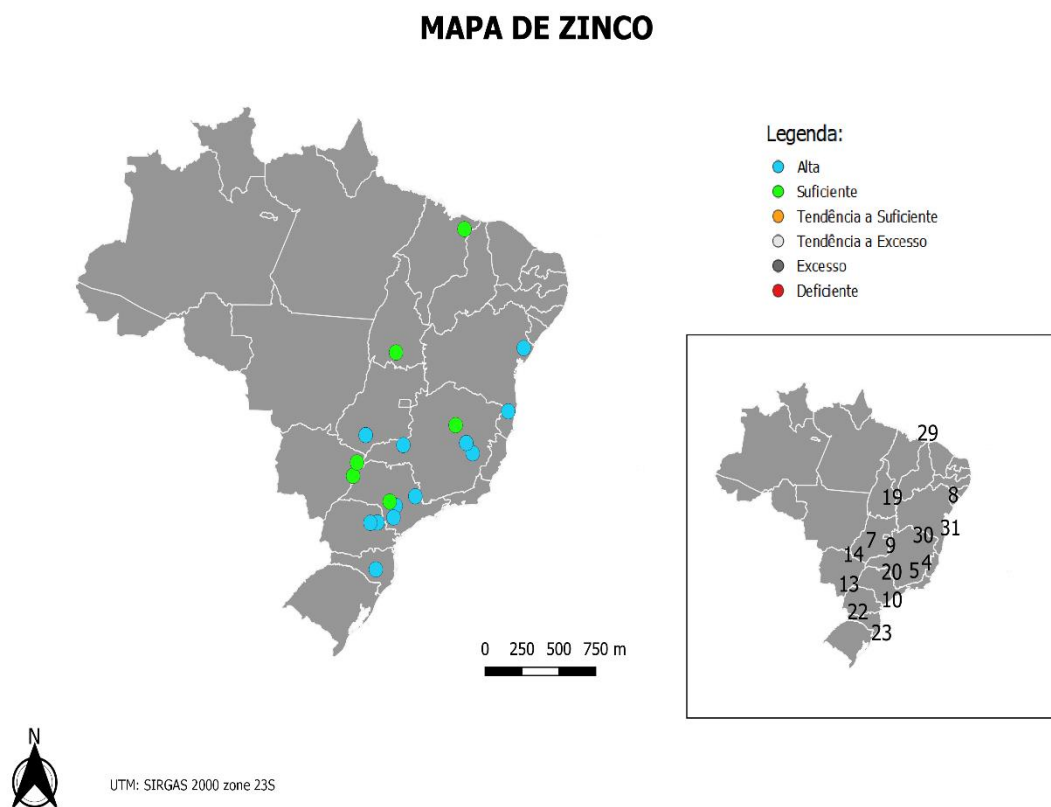 MAPA DE ZINCO
Legenda:
Alta
Suficiente
Tendência a Suficiente
Tendência a Excesso
Excesso
Deficiente
29
19
8
31
30
7
9
14
4
5
20
13
10
22
23
0 250 500 750 m
N
UTM: SIRGAS 2000 zone 23S